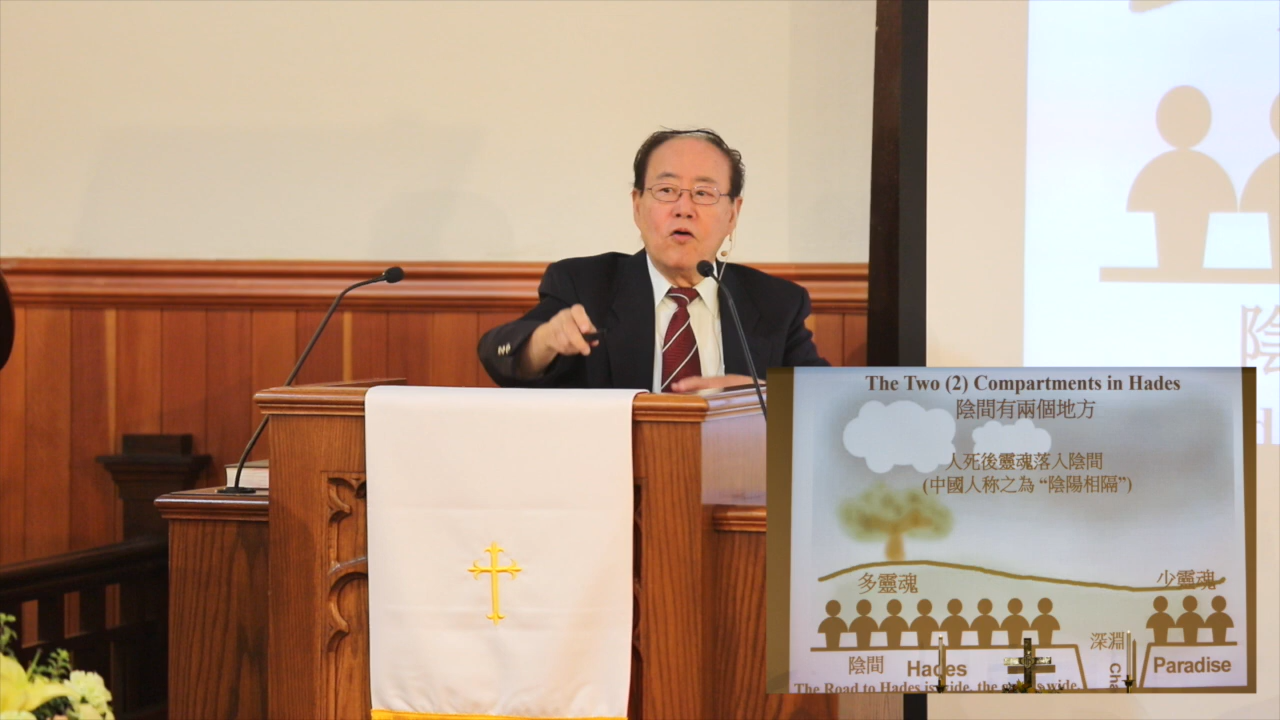 The Two (2) Compartments in Hades
陰間有兩個地方
人死後靈魂落入陰間
(中國人称之為 “陰陽相隔”)
多靈魂
少靈魂
深淵
陰間
Hades
Paradise
The Road to Hades is wide, the
wide